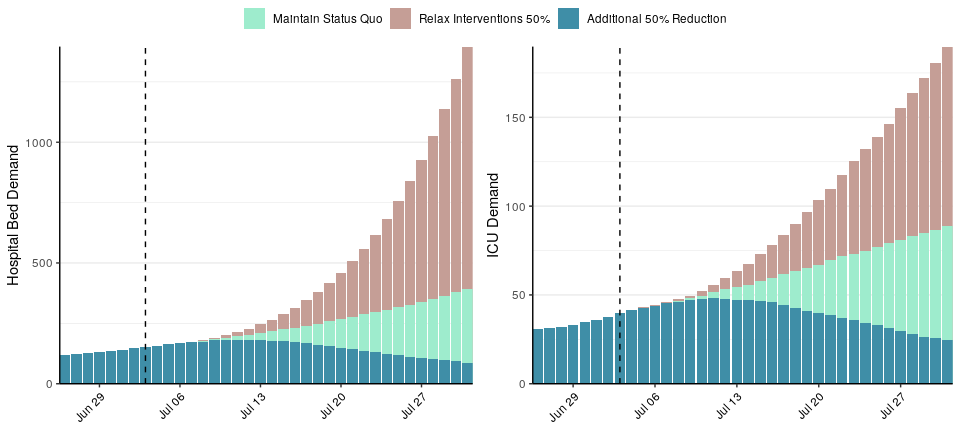 Maintain Status Quo Relax Interventions 50% Additional 50% Reduction
Hospital Bed Demand
1000
500
0
Jun 29 Jul 06 Jul 13 Jul 20 Jul 27
ICU Demand
150
100
50
0
Jun 29 Jul 06 Jul 13 Jul 20 Jul 27